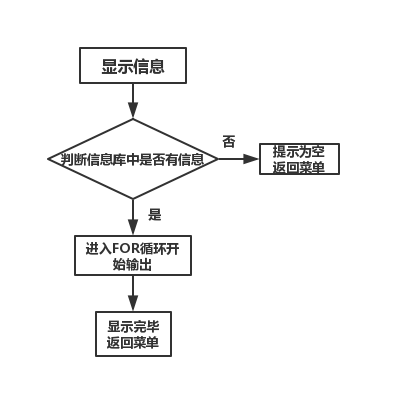 显示信息
否
判断信息库中是否有信息
提示为空
返回菜单
是
进入FOR循环开
始输出
显示完毕
返回菜单